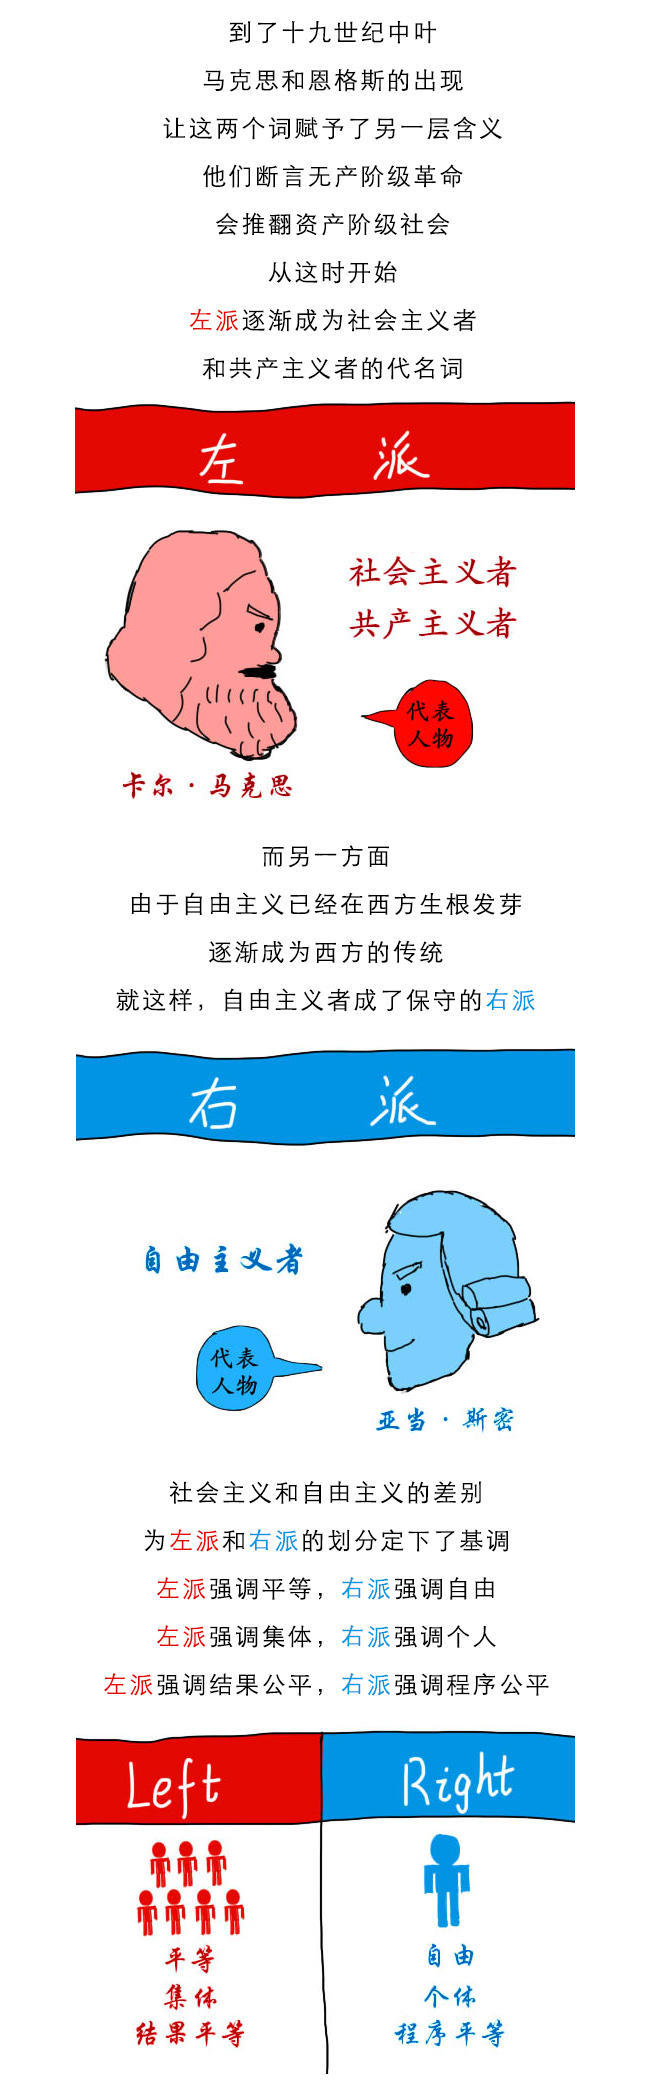 到了十九世纪中叶
马克思和恩格斯的出现
让这两个词赋予了另一层含义
他们断言无产阶级革命
会推翻资产阶级社会
从这时开始
左派逐渐成为社会主义者
和共产主义者的代名词
左派
社会主义者
共产主义者
代表
人物
卡尔·马克思
而另一方面
由于自由主义已经在西方生根发芽
逐渐成为西方的传统
就这样，自由主义者成了保守的右派
右派
自由主义者
代表
人物
亚当·斯密
社会主义和自由主义的差别
为左派和右派的划分定下了基调
左派强调平等，右派强调自由
左派强调集体，右派强调个人
左派强调结果公平，右派强调程序公平
Left Right
平等 自由
集体 个体
结果平等 程序平等